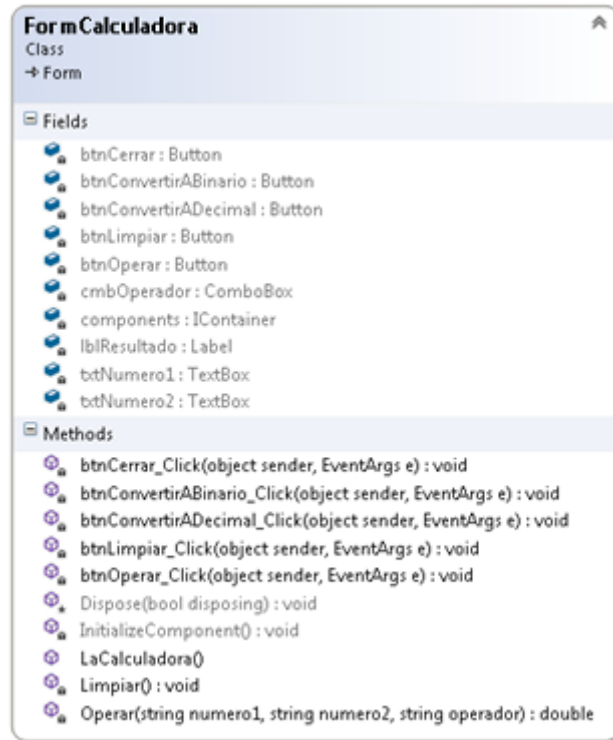 FormCalculadora
Class
Form
Fields
btnCerrar : Button
btnConvertirABinario : Button
btnConvertirADecimal : Button
btnLimpiar : Button
btnOperar : Button
cmbOperador : ComboBox
components : IContainer
lblResultado : Label
txtNumero1 : TextBox
txtNumero2 : TextBox
Methods
btnCerrar_Click(object sender, EventArgs e) : void
btnConvertirABinario_Click(object sender, EventArgs e) : void
btnConvertirADecimal_Click(object sender, EventArgs e) : void
btnLimpiar_Click(object sender, EventArgs e) : void
btnOperar_Click(object sender, EventArgs e) : void
Dispose(bool disposing) : void
InitializeComponent() : void
LaCalculadora()
Limpiar() : void
Operar(string numero1, string numero2, string operador) : double